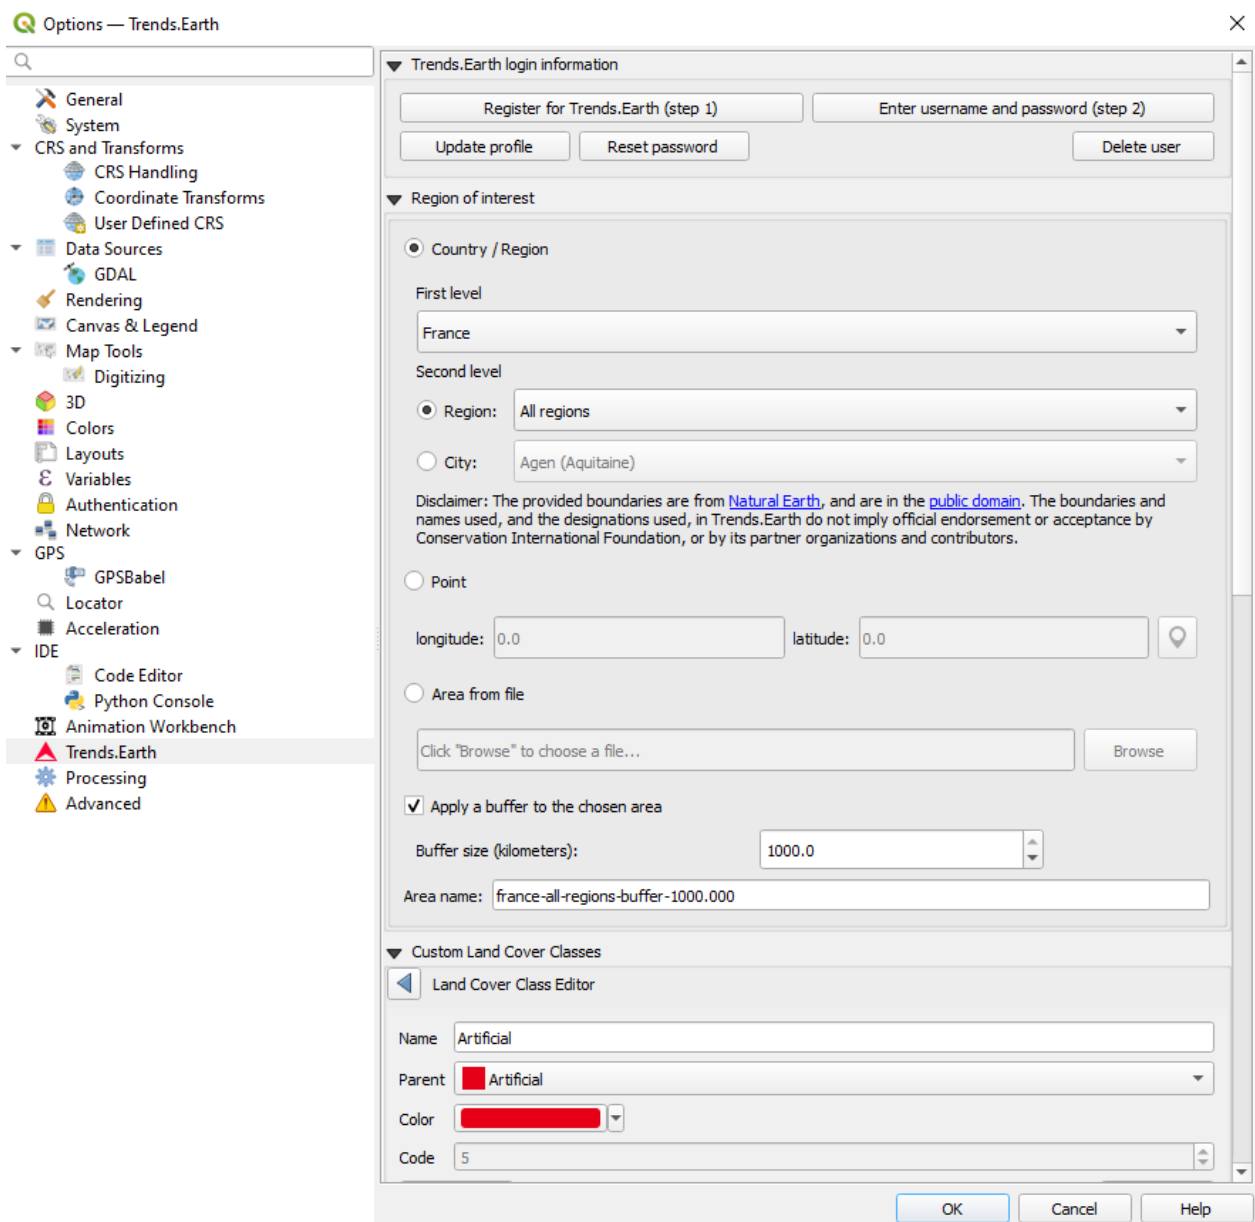 Options — Trends.Earth
General
System
CRS and Transforms
CRS Handling
Coordinate Transforms
User Defined CRS
Data Sources
GDAL
Rendering
Canvas & Legend
Map Tools
Digitizing
3D
Colors
Layouts
Variables
Authentication
Network
GPS
GPSBabel
Locator
Acceleration
IDE
Code Editor
Python Console
Animation Workbench
Trends.Earth
Processing
Advanced
Trends.Earth login information
Register for Trends.Earth (step 1) Enter username and password (step 2)
Update profile Reset password Delete user
Region of interest
Country / Region
First level
France
Second level
Region: All regions
City: Agen (Aquitaine)
Disclaimer: The provided boundaries are from Natural Earth, and are in the public domain. The boundaries and
names used, and the designations used, in Trends.Earth do not imply official endorsement or acceptance by
Conservation International Foundation, or by its partner organizations and contributors.
Point
longitude: 0.0 latitude: 0.0
Area from file
Click "Browse" to choose a file... Browse
Apply a buffer to the chosen area
Buffer size (kilometers): 1000.0
Area name: france-all-regions-buffer-1000.000
Custom Land Cover Classes
Land Cover Class Editor
Name Artificial
Parent Artificial
Color
Code 5
OK Cancel Help